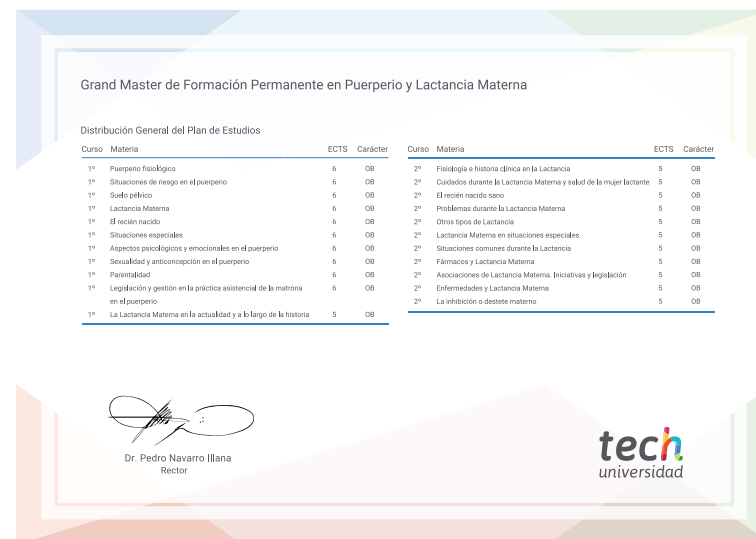 Grand Master de Formación Permanente en Puerperio y Lactancia Materna
Distribución General del Plan de Estudios
Curso Materia ECTS Carácter
1º Puerperio fisiológico 6 OB
1º Situaciones de riesgo en el puerperio 6 OB
1º Suelo pélvico 6 OB
1º Lactancia Materna 6 OB
1º El recién nacido 6 OB
1º Situaciones especiales 6 OB
1º Aspectos psicológicos y emocionales en el puerperio 6 OB
1º Sexualidad y anticoncepción en el puerperio 6 OB
1º Parentalidad 6 OB
1º Legislación y gestión en la práctica asistencial de la matrona 6 OB
en el puerperio
1º La Lactancia Materna en la actualidad y a lo largo de la historia 5 OB
Curso Materia ECTS Carácter
2º Fisiología e historia clínica en la Lactancia 5 OB
2º Cuidados durante la Lactancia Materna y salud de la mujer lactante 5 OB
2º El recién nacido sano 5 OB
2º Problemas durante la Lactancia Materna 5 OB
2º Otros tipos de Lactancia 5 OB
2º Lactancia Materna en situaciones especiales 5 OB
2º Situaciones comunes durante la Lactancia 5 OB
2º Fármacos y Lactancia Materna 5 OB
2º Asociaciones de Lactancia Materna. Iniciativas y legislación 5 OB
2º Enfermedades y Lactancia Materna 5 OB
2º La inhibición o destete materno 5 OB
Dr. Pedro Navarro Illana
Rector
tech
universidad